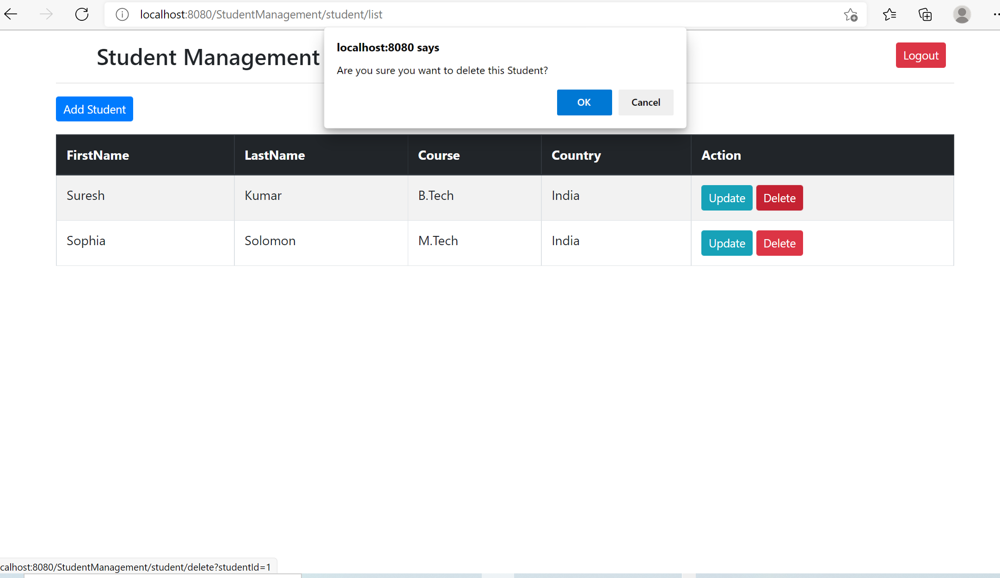 localhost:8080/StudentManagement/student/list
localhost:8080 says
Are you sure you want to delete this Student?
OK Cancel
Student Management
Logout
Add Student
FirstName LastName Course Country Action
Suresh Kumar B.Tech India Update Delete
Sophia Solomon M.Tech India Update Delete
calhost:8080/StudentManagement/student/delete?studentId=1